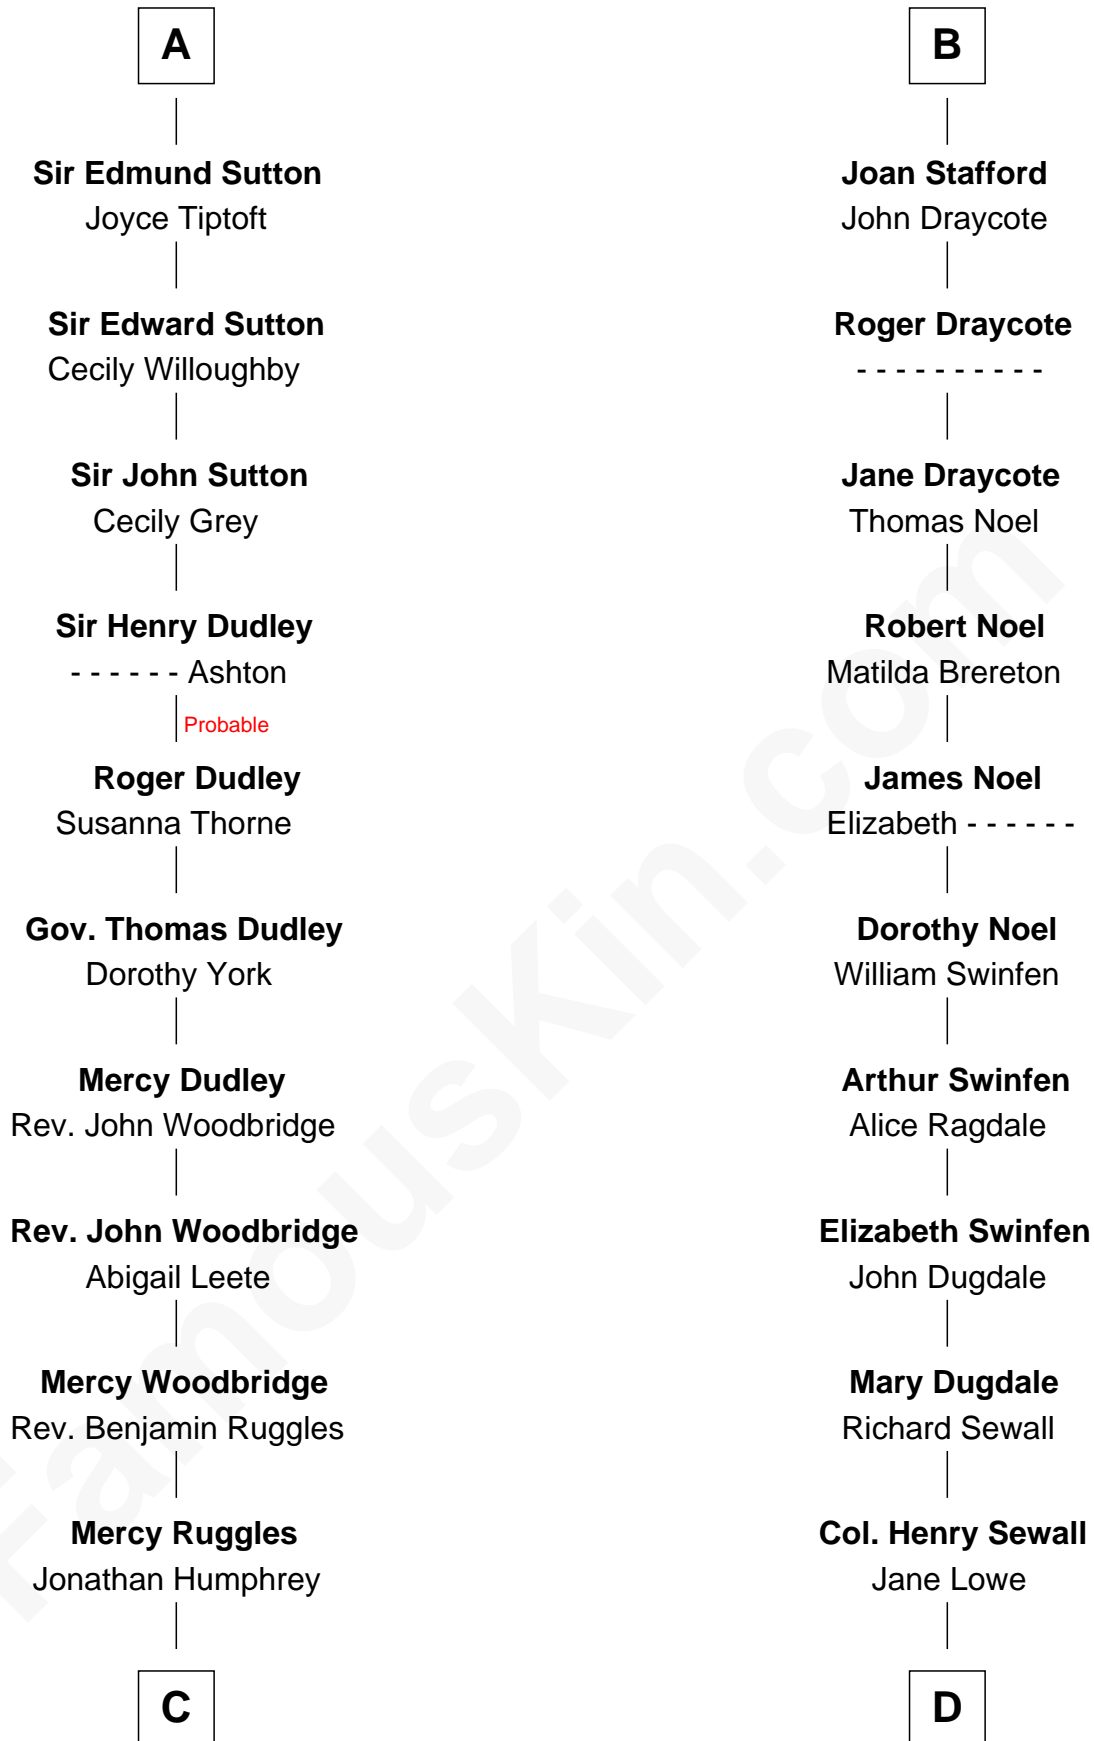 A
Sir Edmund Sutton
Joyce Tiptoft
Sir Edward Sutton
Cecily Willoughby
Sir John Sutton
Cecily Grey
Sir Henry Dudley
- - - - - - Ashton
Probable
Roger Dudley
Susanna Thorne
Gov. Thomas Dudley
Dorothy York
Mercy Dudley
Rev. John Woodbridge
Rev. John Woodbridge
Abigail Leete
Mercy Woodbridge
Rev. Benjamin Ruggles
Mercy Ruggles
Jonathan Humphrey
C
B
Joan Stafford
John Draycote
Roger Draycote
- - - - - - - - - -
Jane Draycote
Thomas Noel
Robert Noel
Matilda Brereton
James Noel
Elizabeth - - - - - -
Dorothy Noel
William Swinfen
Arthur Swinfen
Alice Ragdale
Elizabeth Swinfen
John Dugdale
Mary Dugdale
Richard Sewall
Col. Henry Sewall
Jane Lowe
D
FamousKin.com